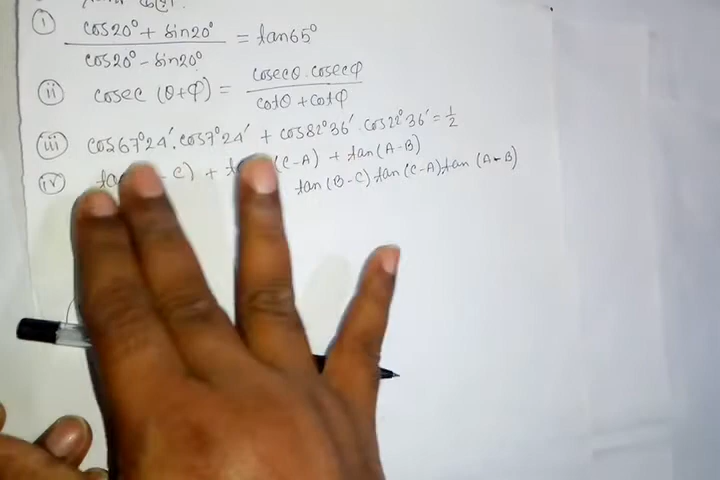 (i) cos20° + sin20° / cos20° - sin20° = tan65°
(ii) cosec (θ+φ) = cosecθ . cosecφ / cotθ + cotφ
(iii) cos67°24′. cos7°24′ + cos82°36′. cos22°36′ = 1/2
(iv) - C) + (C-A) + tan(A-B)
tan(B-C) tan(C-A) tan(A-B)